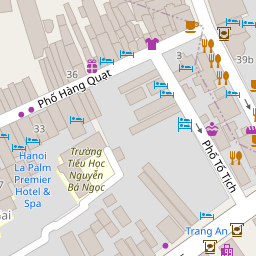 3
39b
36
Phố Hàng Quạt
33
Hanoi
La Palm
Premier
Hotel &
Spa
Trường
Tiểu Học
Nguyễn
Bá Ngọc
Phố Tô Tịch
Trang An